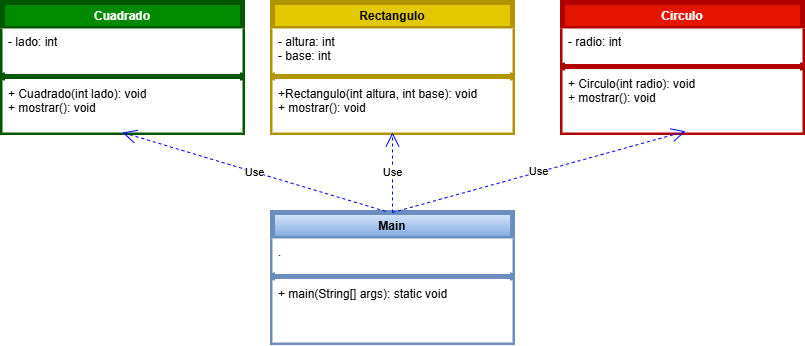 Cuadrado
- lado: int
+ Cuadrado(int lado): void
+ mostrar(): void
Rectangulo
- altura: int
- base: int
+Rectangulo(int altura, int base): void
+ mostrar(): void
Circulo
- radio: int
+ Circulo(int radio): void
+ mostrar(): void
Use
Use
Use
Main
.
+ main(String[] args): static void